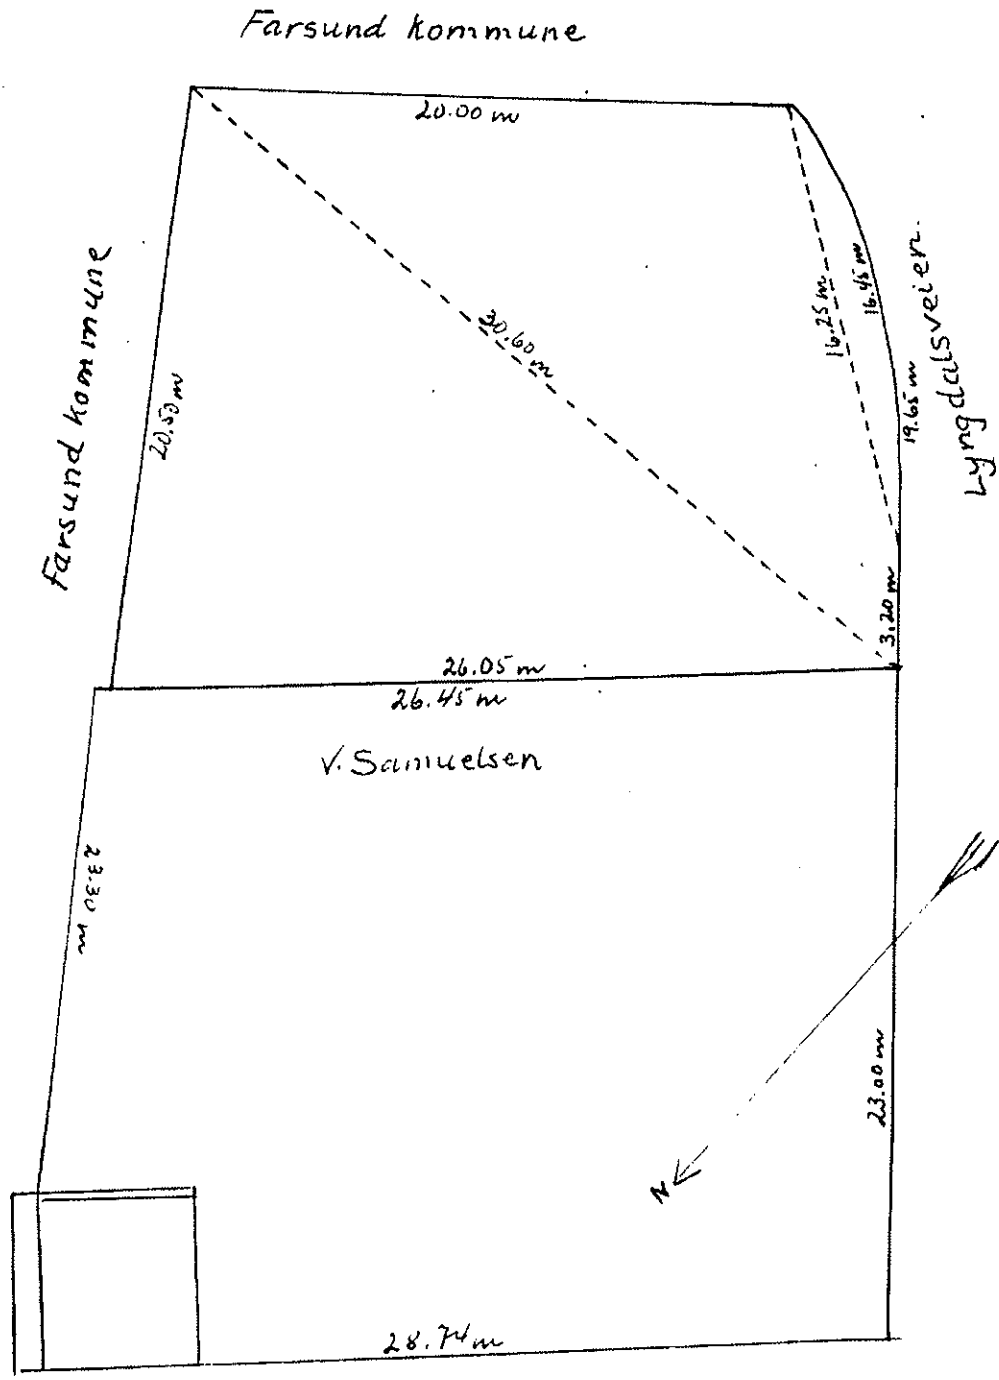 Farsund kommune
20.00 m
Farsund kommune
20.50 m
30.60 m
16.25 m
16.45 m
19.65 m
Lyngdalsveien.
3.20 m
26.05 m
26.45 m
V. Samuelsen
23.30 m
23.00 m
N
28.74 m